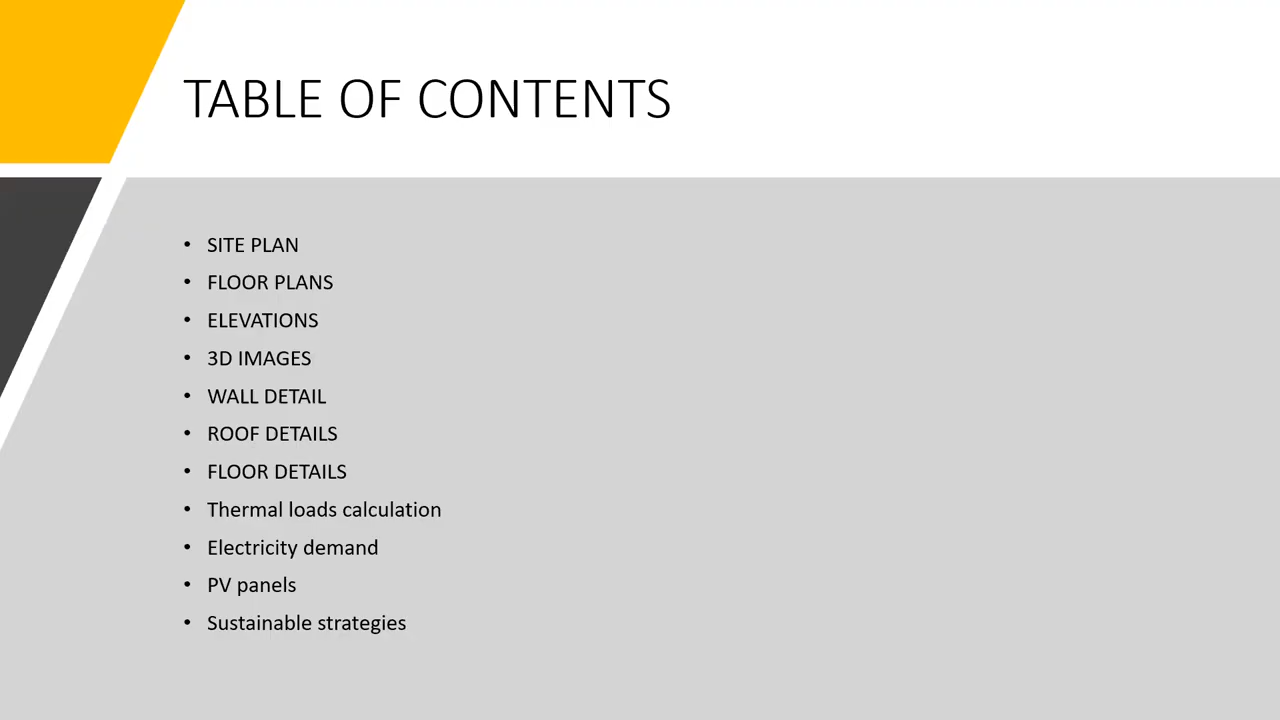 TABLE OF CONTENTS
• SITE PLAN
• FLOOR PLANS
• ELEVATIONS
• 3D IMAGES
• WALL DETAIL
• ROOF DETAILS
• FLOOR DETAILS
• Thermal loads calculation
• Electricity demand
• PV panels
• Sustainable strategies